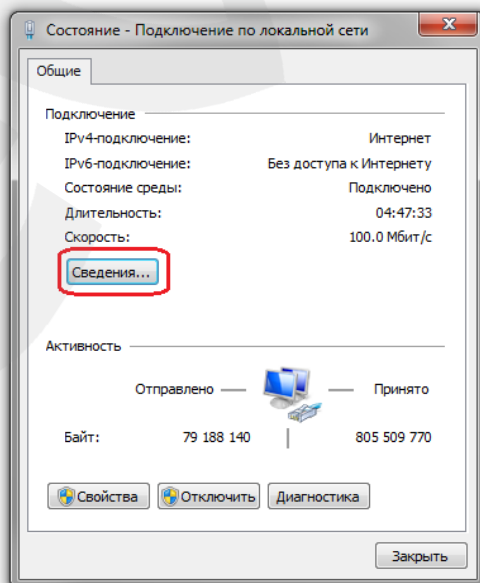 Состояние - Подключение по локальной сети
Общие
Подключение
IPv4-подключение: Интернет
IPv6-подключение: Без доступа к Интернету
Состояние среды: Подключено
Длительность: 04:47:33
Скорость: 100.0 Мбит/с
Сведения...
Активность
Отправлено — Принято
Байт: 79 188 140 | 805 509 770
Свойства Отключить Диагностика
Закрыть